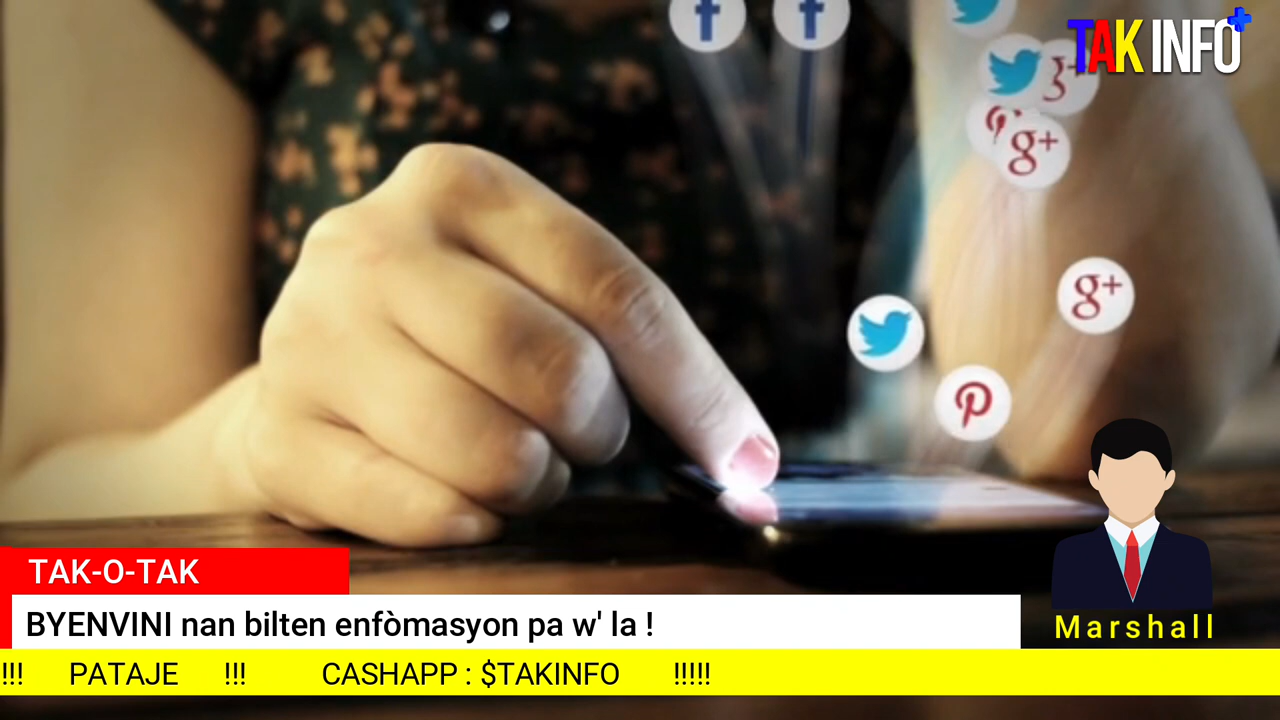 TAK INFO+
f f
g+
g+
g+
TAK-O-TAK
BYENVINI nan bilten enfòmasyon pa w' la !
Marshall
!!! PATAJE !!! CASHAPP : $TAKINFO !!!!!